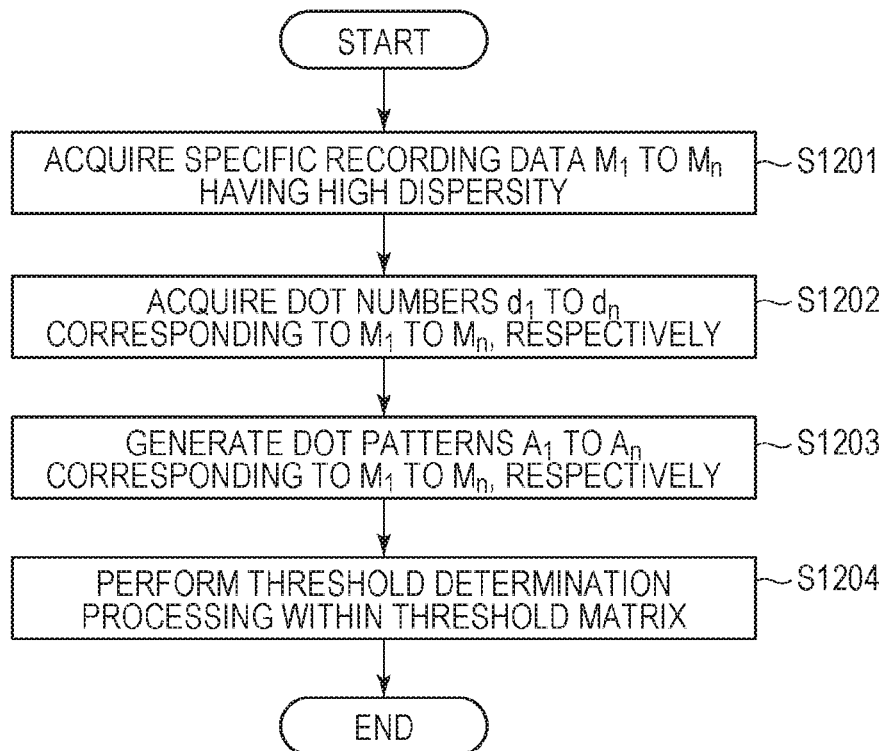 START
ACQUIRE SPECIFIC RECORDING DATA M₁ TO Mₙ
HAVING HIGH DISPERSITY
S1201
ACQUIRE DOT NUMBERS d₁ TO dₙ
CORRESPONDING TO M₁ TO Mₙ, RESPECTIVELY
S1202
GENERATE DOT PATTERNS A₁ TO Aₙ
CORRESPONDING TO M₁ TO Mₙ, RESPECTIVELY
S1203
PERFORM THRESHOLD DETERMINATION
PROCESSING WITHIN THRESHOLD MATRIX
S1204
END